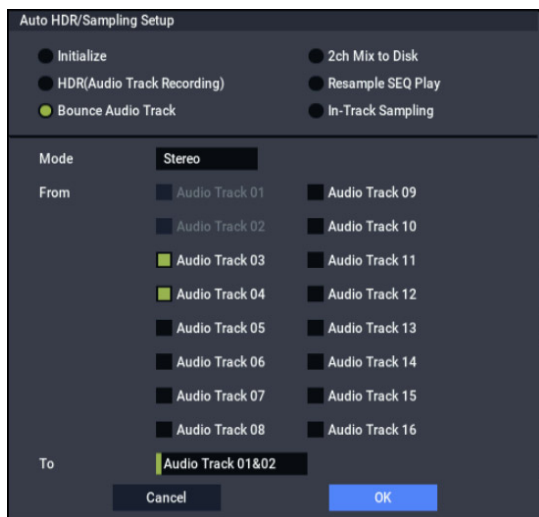 Auto HDR/Sampling Setup
Initialize
2ch Mix to Disk
HDR(Audio Track Recording)
Resample SEQ Play
Bounce Audio Track
In-Track Sampling
Mode
Stereo
From
Audio Track 01
Audio Track 09
Audio Track 02
Audio Track 10
Audio Track 03
Audio Track 11
Audio Track 04
Audio Track 12
Audio Track 05
Audio Track 13
Audio Track 06
Audio Track 14
Audio Track 07
Audio Track 15
Audio Track 08
Audio Track 16
To
Audio Track 01&02
Cancel
OK